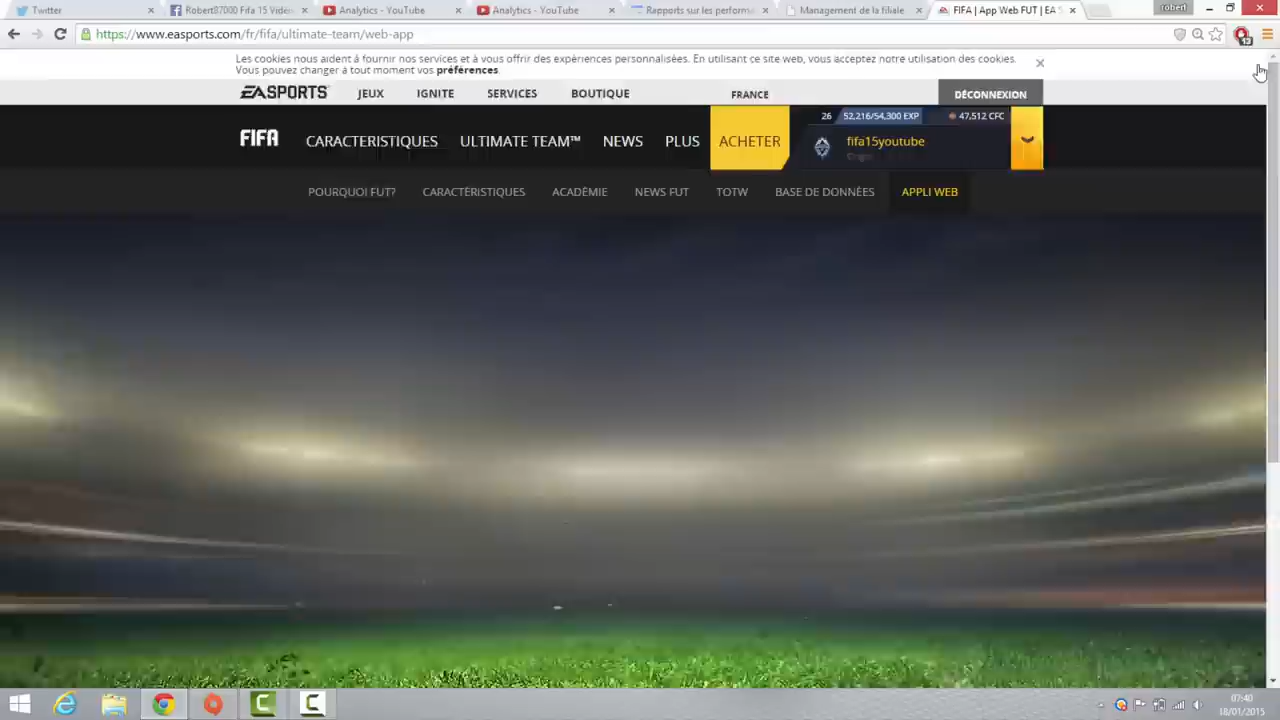 Twitter
Robert87000 Fifa 15 Vidéo
Analytics - YouTube
Analytics - YouTube
Rapports sur les performa
Management de la filiale
FIFA | App Web FUT | EA S
robert
https://www.easports.com/fr/fifa/ultimate-team/web-app
13
Les cookies nous aident à fournir nos services et à vous offrir des expériences personnalisées. En utilisant ce site web, vous acceptez notre utilisation des cookies.
Vous pouvez changer à tout moment vos préférences.
EA SPORTS
JEUX
IGNITE
SERVICES
BOUTIQUE
FRANCE
DÉCONNEXION
FIFA
CARACTERISTIQUES
ULTIMATE TEAM™
NEWS
PLUS
ACHETER
26
52,216/54,300 EXP
47,512 CFC
fifa15youtube
POURQUOI FUT?
CARACTÉRISTIQUES
ACADÉMIE
NEWS FUT
TOTW
BASE DE DONNÉES
APPLI WEB
07:40
18/01/2015